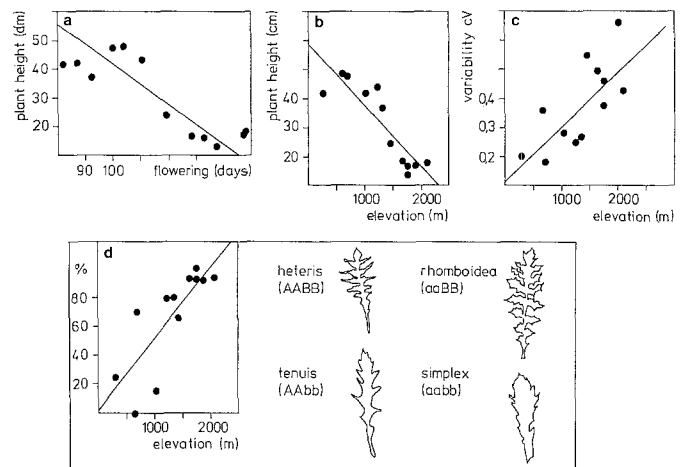 a
plant height (dm)
50
40
30
20
90 100 flowering (days)
b
plant height (cm)
50
40
30
20
1000 2000
elevation (m)
c
variability cV
0,4
0,3
0,2
1000 2000
elevation (m)
d
%
80
60
40
20
1000 2000
elevation (m)
heteris
(AABB)
rhomboidea
(aaBB)
tenuis
(AAbb)
simplex
(aabb)